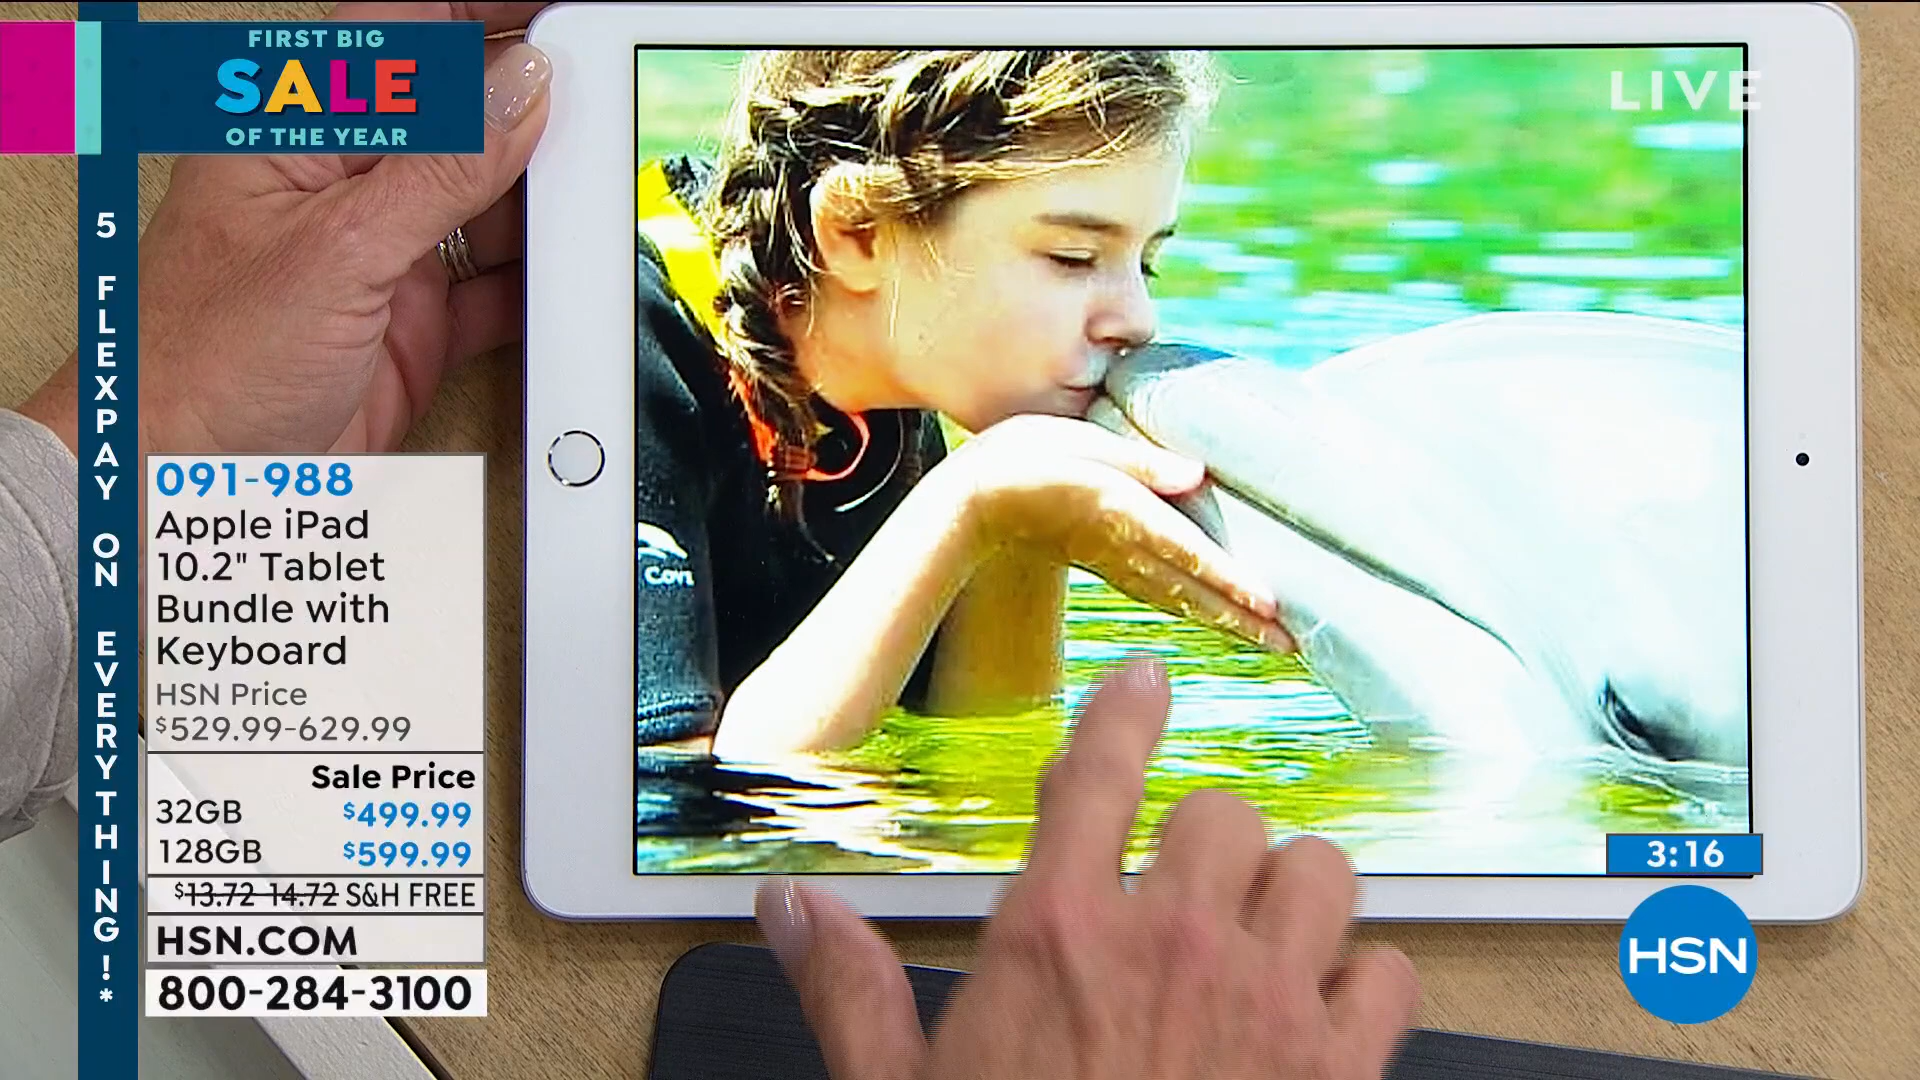 FIRST BIG
SALE
OF THE YEAR
5 FLEXPAY ON EVERYTHING!*
091-988
Apple iPad
10.2" Tablet
Bundle with
Keyboard
HSN Price
$529.99-629.99
Sale Price
32GB $499.99
128GB $599.99
$13.72-14.72 S&H FREE
HSN.COM
800-284-3100
LIVE
Con
3:16
HSN